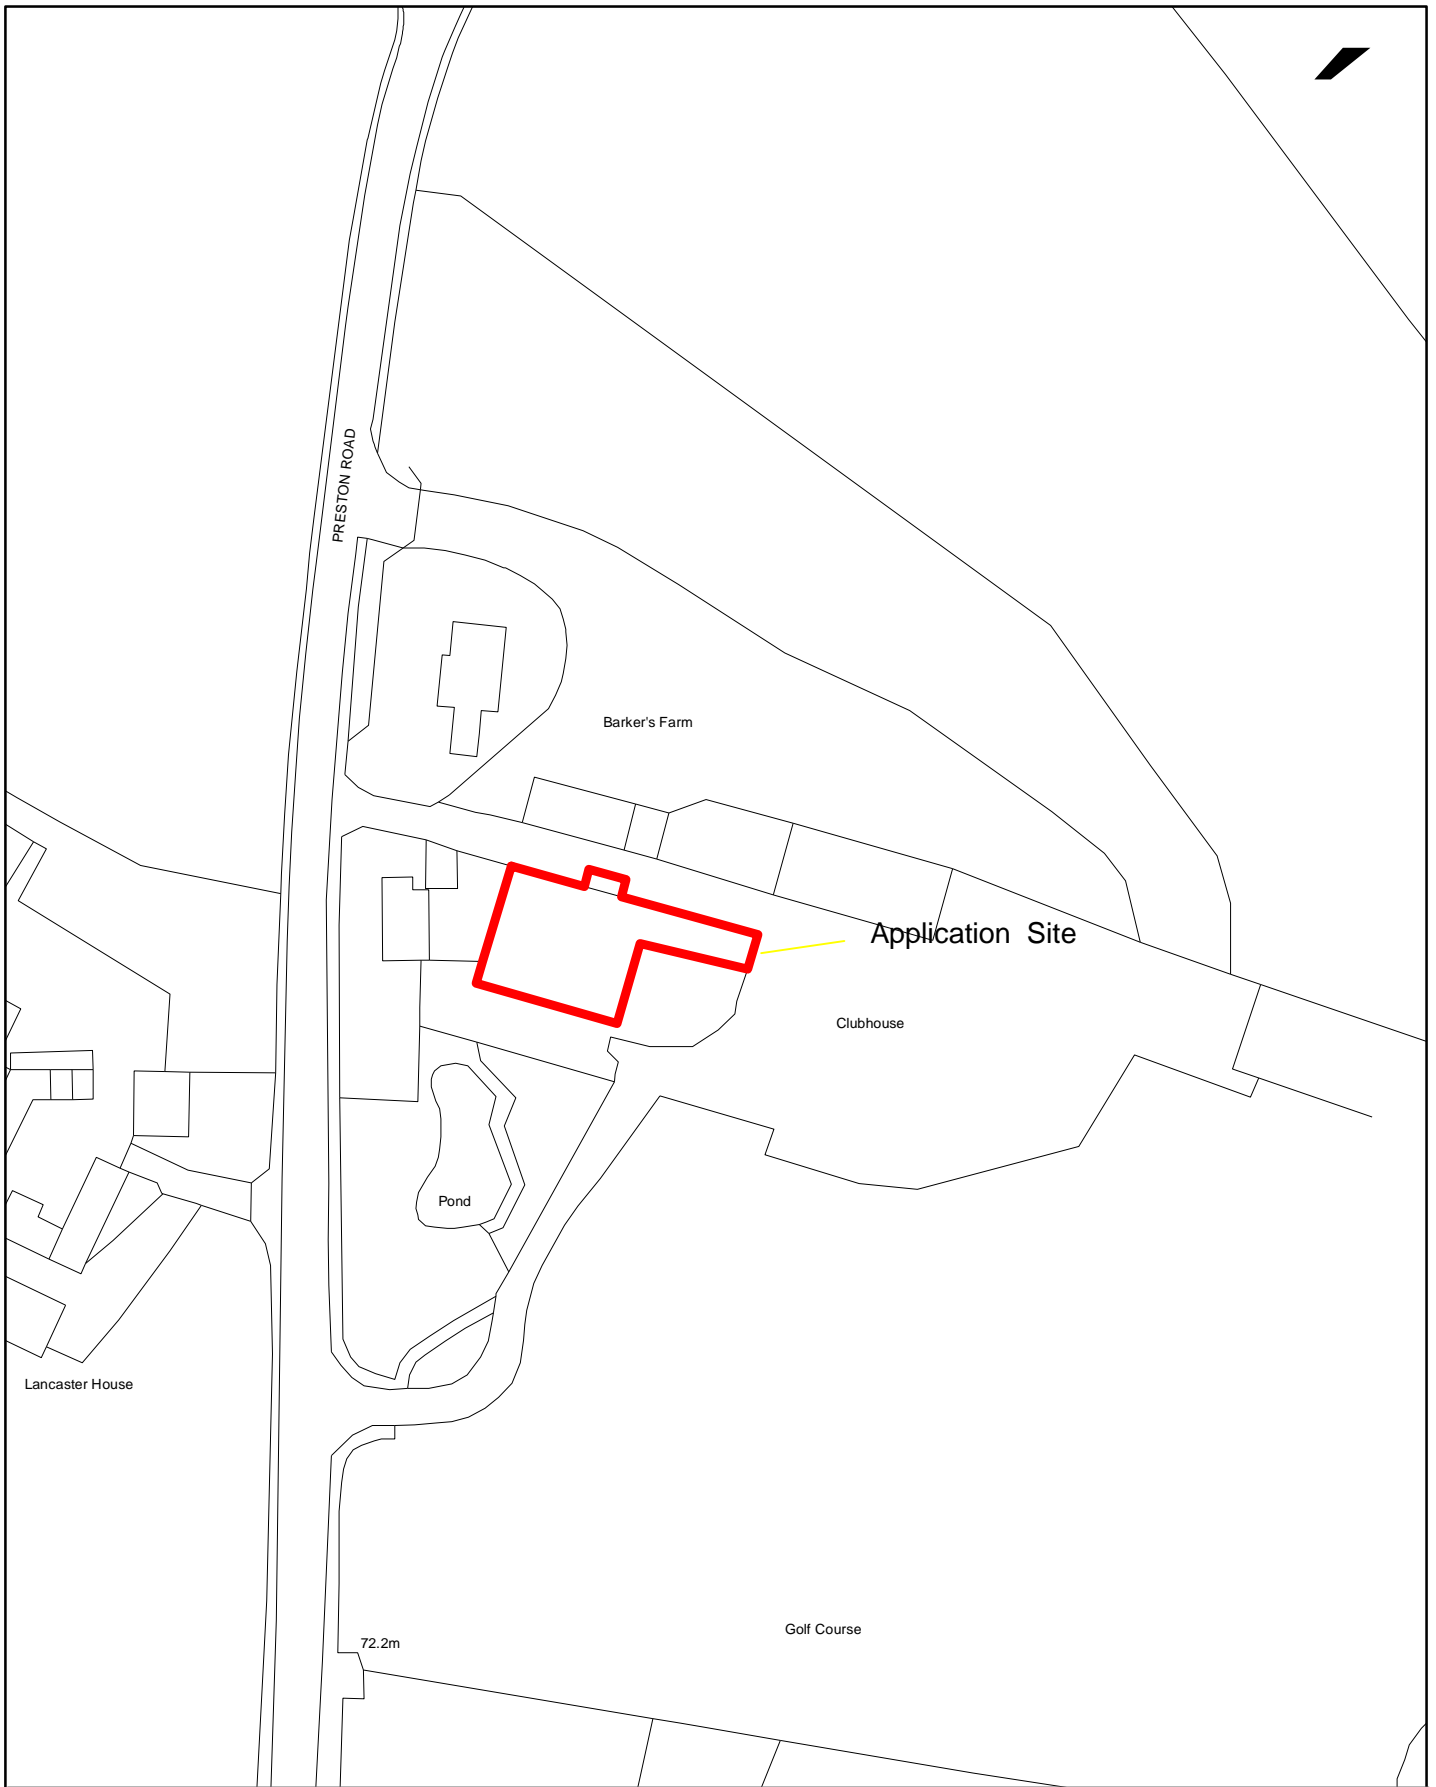 PRESTON ROAD
Barker's Farm
Application Site
Clubhouse
Pond
Lancaster House
Golf Course
72.2m